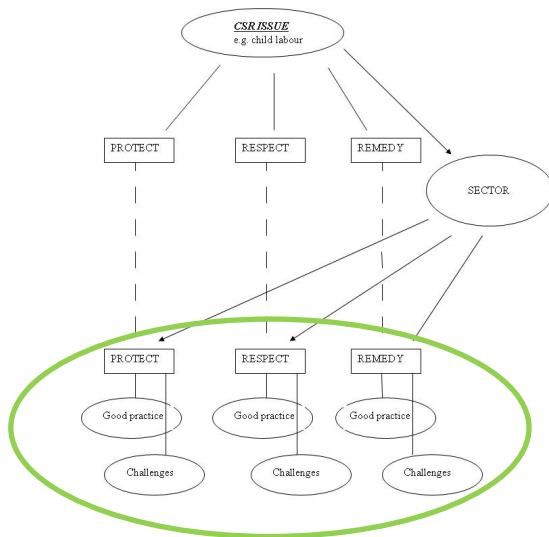 CSR ISSUE
e.g. child labour
PROTECT
RESPECT
REMEDY
SECTOR
PROTECT
RESPECT
REMEDY
Good practice
Good practice
Good practice
Challenges
Challenges
Challenges